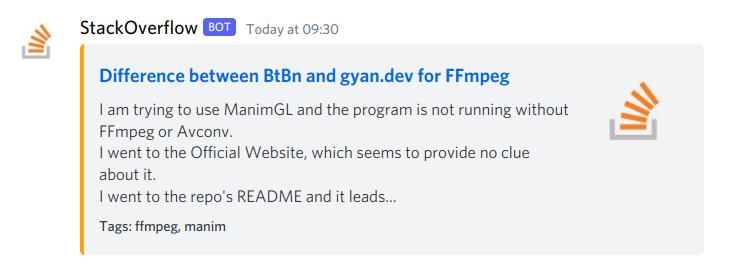 StackOverflow BOT Today at 09:30
Difference between BtBn and gyan.dev for FFmpeg
I am trying to use ManimGL and the program is not running without
FFmpeg or Avconv.
I went to the Official Website, which seems to provide no clue
about it.
I went to the repo's README and it leads...
Tags: ffmpeg, manim